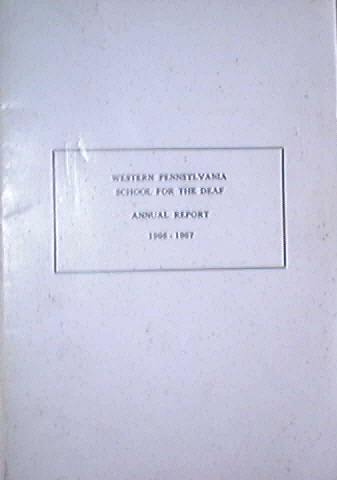 WESTERN PENNSYLVANIA
SCHOOL FOR THE DEAF
ANNUAL REPORT
1966-1967